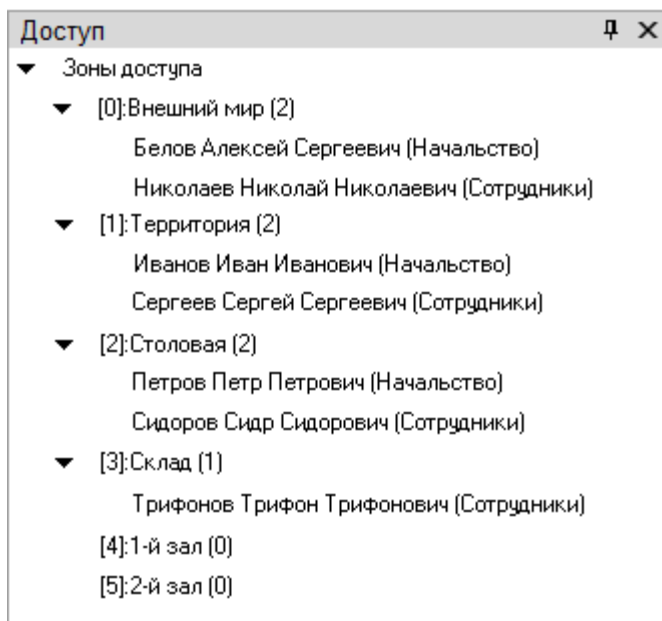 Доступ
Зоны доступа
[0]:Внешний мир (2)
Белов Алексей Сергеевич (Начальство)
Николаев Николай Николаевич (Сотрудники)
[1]:Территория (2)
Иванов Иван Иванович (Начальство)
Сергеев Сергей Сергеевич (Сотрудники)
[2]:Столовая (2)
Петров Петр Петрович (Начальство)
Сидоров Сидр Сидорович (Сотрудники)
[3]:Склад (1)
Трифонов Трифон Трифонович (Сотрудники)
[4]:1-й зал (0)
[5]:2-й зал (0)